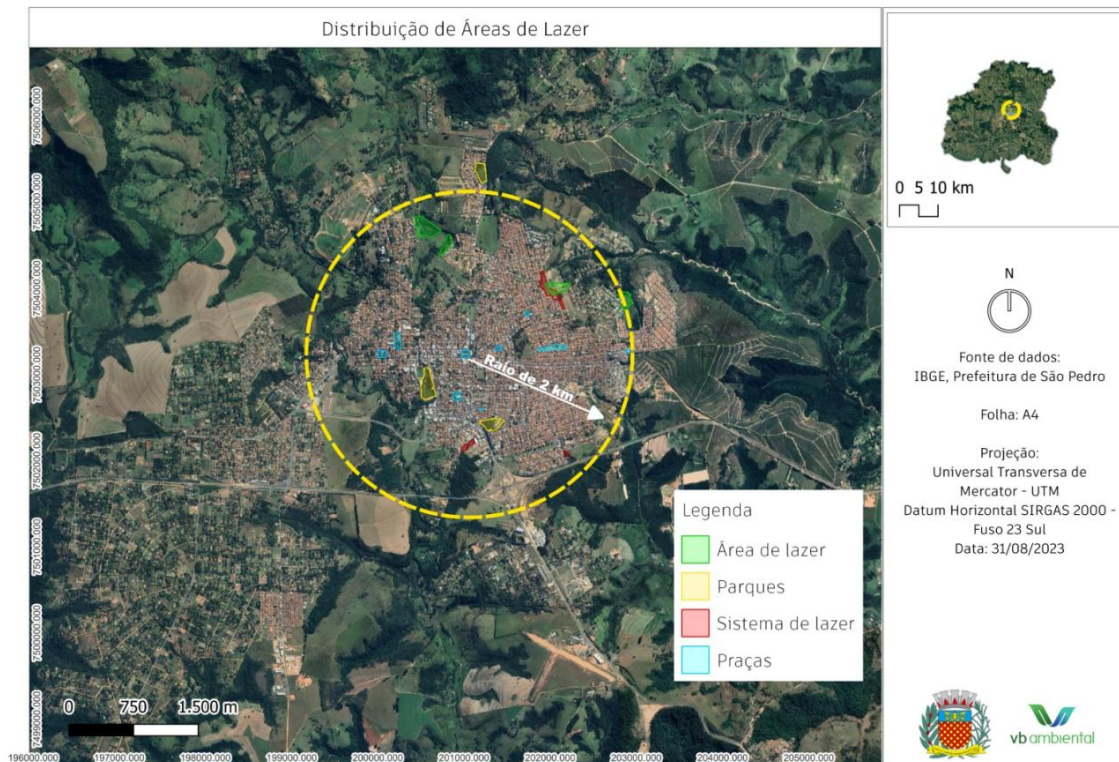 Distribuição de Áreas de Lazer
7508000.000
7505000.000
7504000.000
7503000.000
7502000.000
7501000.000
7500000.000
7499000.000
196000.000
197000.000
198000.000
199000.000
200000.000
201000.000
202000.000
203000.000
204000.000
205000.000
Raio de 2 km
0 750 1.500 m
Legenda
Área de lazer
Parques
Sistema de lazer
Praças
0 5 10 km
N
Fonte de dados:
IBGE, Prefeitura de São Pedro
Folha: A4
Projeção:
Universal Transversa de
Mercator - UTM
Datum Horizontal SIRGAS 2000 -
Fuso 23 Sul
Data: 31/08/2023
vb ambiental